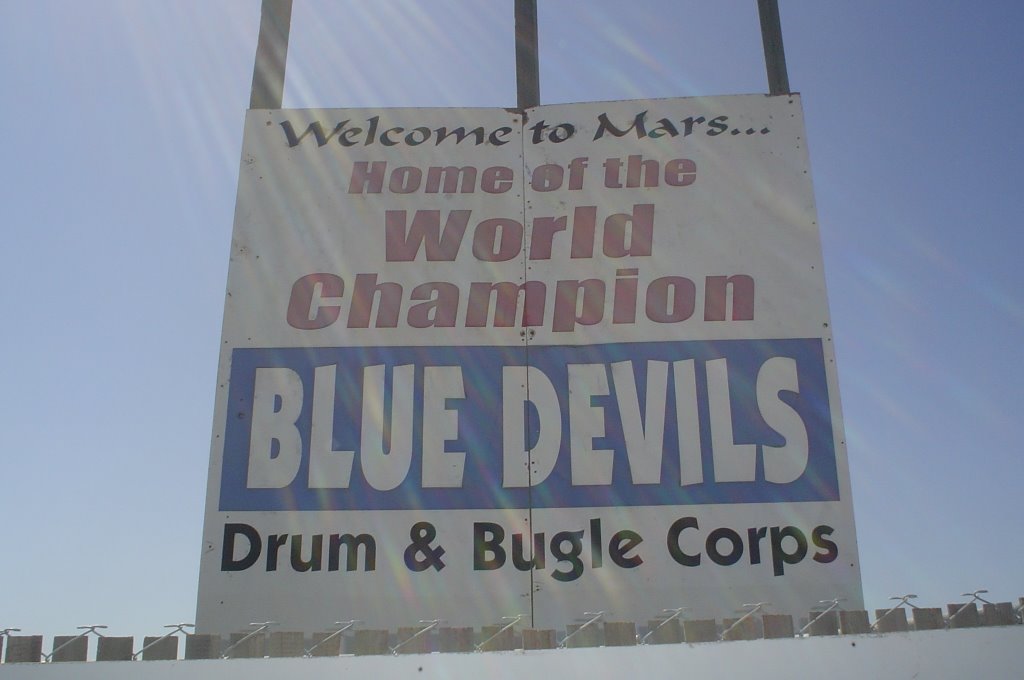 Welcome to Mars...
Home of the
World
Champion
BLUE DEVILS
Drum & Bugle Corps